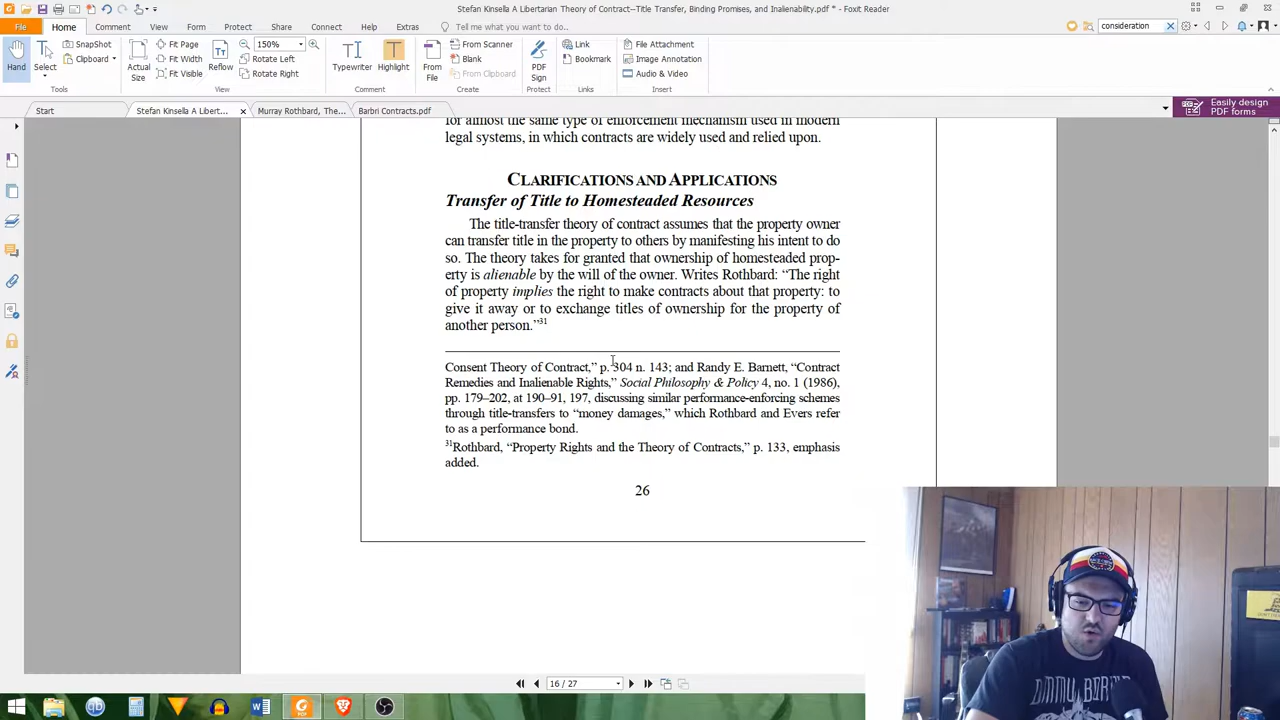 Stefan Kinsella A Libertarian Theory of Contract--Title Transfer, Binding Promises, and Inalienability.pdf * - Foxit Reader
File Home Comment View Form Protect Share Connect Help Extras Tell me what you want to do... consideration
Hand Select SnapShot Clipboard Actual Size Fit Page Fit Width Fit Visible Reflow 150% Rotate Left Rotate Right Typewriter Highlight From File From Scanner Blank From Clipboard PDF Sign Link Bookmark File Attachment Image Annotation Audio & Video
Tools View Comment Create Protect Links Insert
Start Stefan Kinsella A Libert... Murray Rothbard, The... Barbri Contracts.pdf Easily design PDF forms
for almost the same type of enforcement mechanism used in modern
legal systems, in which contracts are widely used and relied upon.
CLARIFICATIONS AND APPLICATIONS
Transfer of Title to Homesteaded Resources
The title-transfer theory of contract assumes that the property owner
can transfer title in the property to others by manifesting his intent to do
so. The theory takes for granted that ownership of homesteaded prop-
erty is alienable by the will of the owner. Writes Rothbard: “The right
of property implies the right to make contracts about that property: to
give it away or to exchange titles of ownership for the property of
another person.”31
Consent Theory of Contract,” p. 304 n. 143; and Randy E. Barnett, “Contract
Remedies and Inalienable Rights,” Social Philosophy & Policy 4, no. 1 (1986),
pp. 179–202, at 190–91, 197, discussing similar performance-enforcing schemes
through title-transfers to “money damages,” which Rothbard and Evers refer
to as a performance bond.
31Rothbard, “Property Rights and the Theory of Contracts,” p. 133, emphasis
added.
26
16 / 27